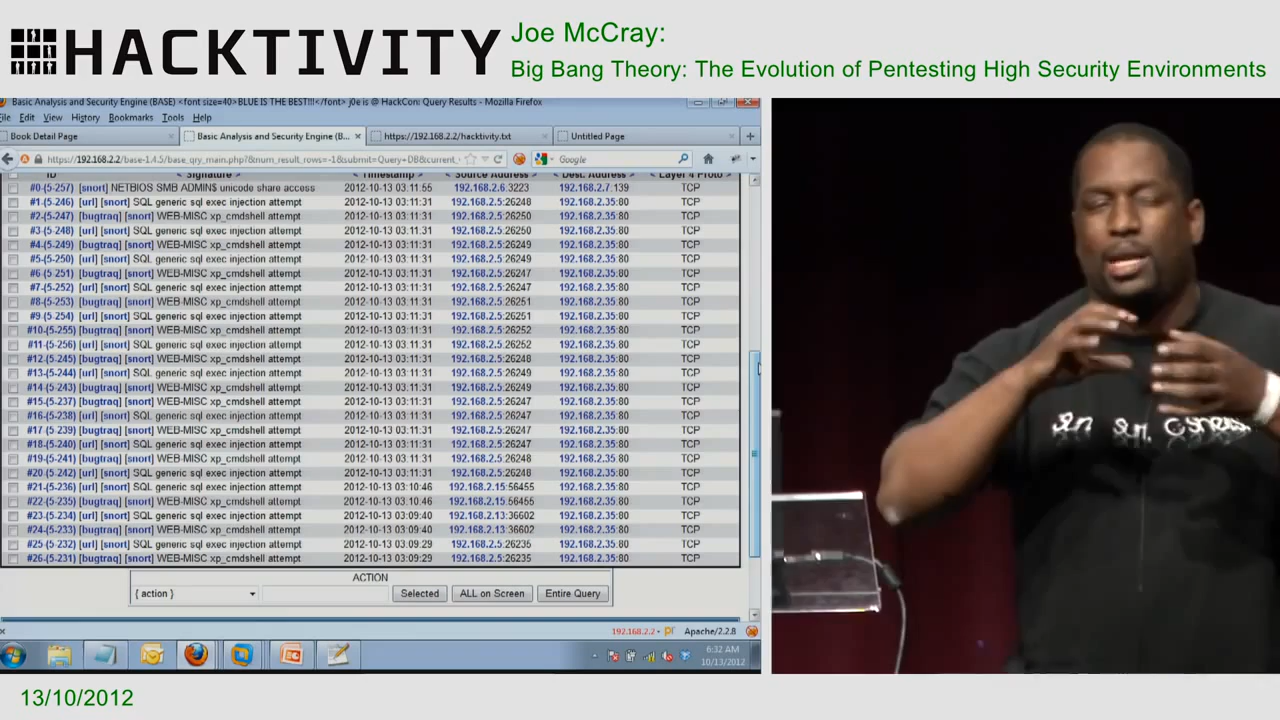 HACKTIVITY
Joe McCray:
Big Bang Theory: The Evolution of Pentesting High Security Environments
Basic Analysis and Security Engine (BASE) <font size=40>BLUE IS THE BEST!!!</font> j0e is @ HackCon: Query Results - Mozilla Firefox
File Edit View History Bookmarks Tools Help
Book Detail Page Basic Analysis and Security Engine (B... × https://192.168.2.2/hacktivity.txt × Untitled Page × +
https://192.168.2.2/base-1.4.5/base_qry_main.php?&num_result_rows=-1&submit=Query+DB&current_ Google
ID < Signature > < Timestamp > < Source Address > < Dest. Address > < Layer 4 Proto >
#0-(5-257) [snort] NETBIOS SMB ADMIN$ unicode share access 2012-10-13 03:11:55 192.168.2.6:3223 192.168.2.7:139 TCP
#1-(5-246) [url] [snort] SQL generic sql exec injection attempt 2012-10-13 03:11:31 192.168.2.5:26248 192.168.2.35:80 TCP
#2-(5-247) [bugtraq] [snort] WEB-MISC xp_cmdshell attempt 2012-10-13 03:11:31 192.168.2.5:26250 192.168.2.35:80 TCP
#3-(5-248) [url] [snort] SQL generic sql exec injection attempt 2012-10-13 03:11:31 192.168.2.5:26250 192.168.2.35:80 TCP
#4-(5-249) [bugtraq] [snort] WEB-MISC xp_cmdshell attempt 2012-10-13 03:11:31 192.168.2.5:26249 192.168.2.35:80 TCP
#5-(5-250) [url] [snort] SQL generic sql exec injection attempt 2012-10-13 03:11:31 192.168.2.5:26249 192.168.2.35:80 TCP
#6-(5-251) [bugtraq] [snort] WEB-MISC xp_cmdshell attempt 2012-10-13 03:11:31 192.168.2.5:26247 192.168.2.35:80 TCP
#7-(5-252) [url] [snort] SQL generic sql exec injection attempt 2012-10-13 03:11:31 192.168.2.5:26247 192.168.2.35:80 TCP
#8-(5-253) [bugtraq] [snort] WEB-MISC xp_cmdshell attempt 2012-10-13 03:11:31 192.168.2.5:26251 192.168.2.35:80 TCP
#9-(5-254) [url] [snort] SQL generic sql exec injection attempt 2012-10-13 03:11:31 192.168.2.5:26251 192.168.2.35:80 TCP
#10-(5-255) [bugtraq] [snort] WEB-MISC xp_cmdshell attempt 2012-10-13 03:11:31 192.168.2.5:26252 192.168.2.35:80 TCP
#11-(5-256) [url] [snort] SQL generic sql exec injection attempt 2012-10-13 03:11:31 192.168.2.5:26252 192.168.2.35:80 TCP
#12-(5-245) [bugtraq] [snort] WEB-MISC xp_cmdshell attempt 2012-10-13 03:11:31 192.168.2.5:26248 192.168.2.35:80 TCP
#13-(5-244) [url] [snort] SQL generic sql exec injection attempt 2012-10-13 03:11:31 192.168.2.5:26249 192.168.2.35:80 TCP
#14-(5-243) [bugtraq] [snort] WEB-MISC xp_cmdshell attempt 2012-10-13 03:11:31 192.168.2.5:26249 192.168.2.35:80 TCP
#15-(5-237) [bugtraq] [snort] WEB-MISC xp_cmdshell attempt 2012-10-13 03:11:31 192.168.2.5:26247 192.168.2.35:80 TCP
#16-(5-238) [url] [snort] SQL generic sql exec injection attempt 2012-10-13 03:11:31 192.168.2.5:26247 192.168.2.35:80 TCP
#17-(5-239) [bugtraq] [snort] WEB-MISC xp_cmdshell attempt 2012-10-13 03:11:31 192.168.2.5:26247 192.168.2.35:80 TCP
#18-(5-240) [url] [snort] SQL generic sql exec injection attempt 2012-10-13 03:11:31 192.168.2.5:26247 192.168.2.35:80 TCP
#19-(5-241) [bugtraq] [snort] WEB-MISC xp_cmdshell attempt 2012-10-13 03:11:31 192.168.2.5:26248 192.168.2.35:80 TCP
#20-(5-242) [url] [snort] SQL generic sql exec injection attempt 2012-10-13 03:11:31 192.168.2.5:26248 192.168.2.35:80 TCP
#21-(5-236) [url] [snort] SQL generic sql exec injection attempt 2012-10-13 03:10:46 192.168.2.15:56455 192.168.2.35:80 TCP
#22-(5-235) [bugtraq] [snort] WEB-MISC xp_cmdshell attempt 2012-10-13 03:10:46 192.168.2.15:56455 192.168.2.35:80 TCP
#23-(5-234) [url] [snort] SQL generic sql exec injection attempt 2012-10-13 03:09:40 192.168.2.13:36602 192.168.2.35:80 TCP
#24-(5-233) [bugtraq] [snort] WEB-MISC xp_cmdshell attempt 2012-10-13 03:09:40 192.168.2.13:36602 192.168.2.35:80 TCP
#25-(5-232) [url] [snort] SQL generic sql exec injection attempt 2012-10-13 03:09:29 192.168.2.5:26235 192.168.2.35:80 TCP
#26-(5-231) [bugtraq] [snort] WEB-MISC xp_cmdshell attempt 2012-10-13 03:09:29 192.168.2.5:26235 192.168.2.35:80 TCP
ACTION
{ action } Selected ALL on Screen Entire Query
× 192.168.2.2 Apache/2.2.8
6:32 AM
10/13/2012
13/10/2012